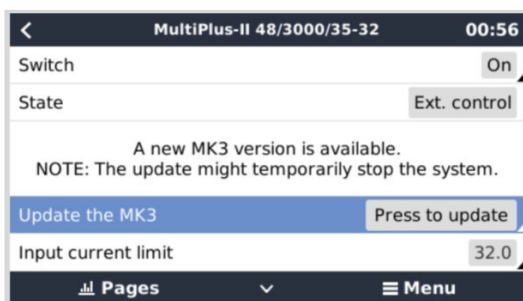 MultiPlus-II 48/3000/35-32 00:56
Switch On
State Ext. control
A new MK3 version is available.
NOTE: The update might temporarily stop the system.
Update the MK3 Press to update
Input current limit 32.0
Pages Menu